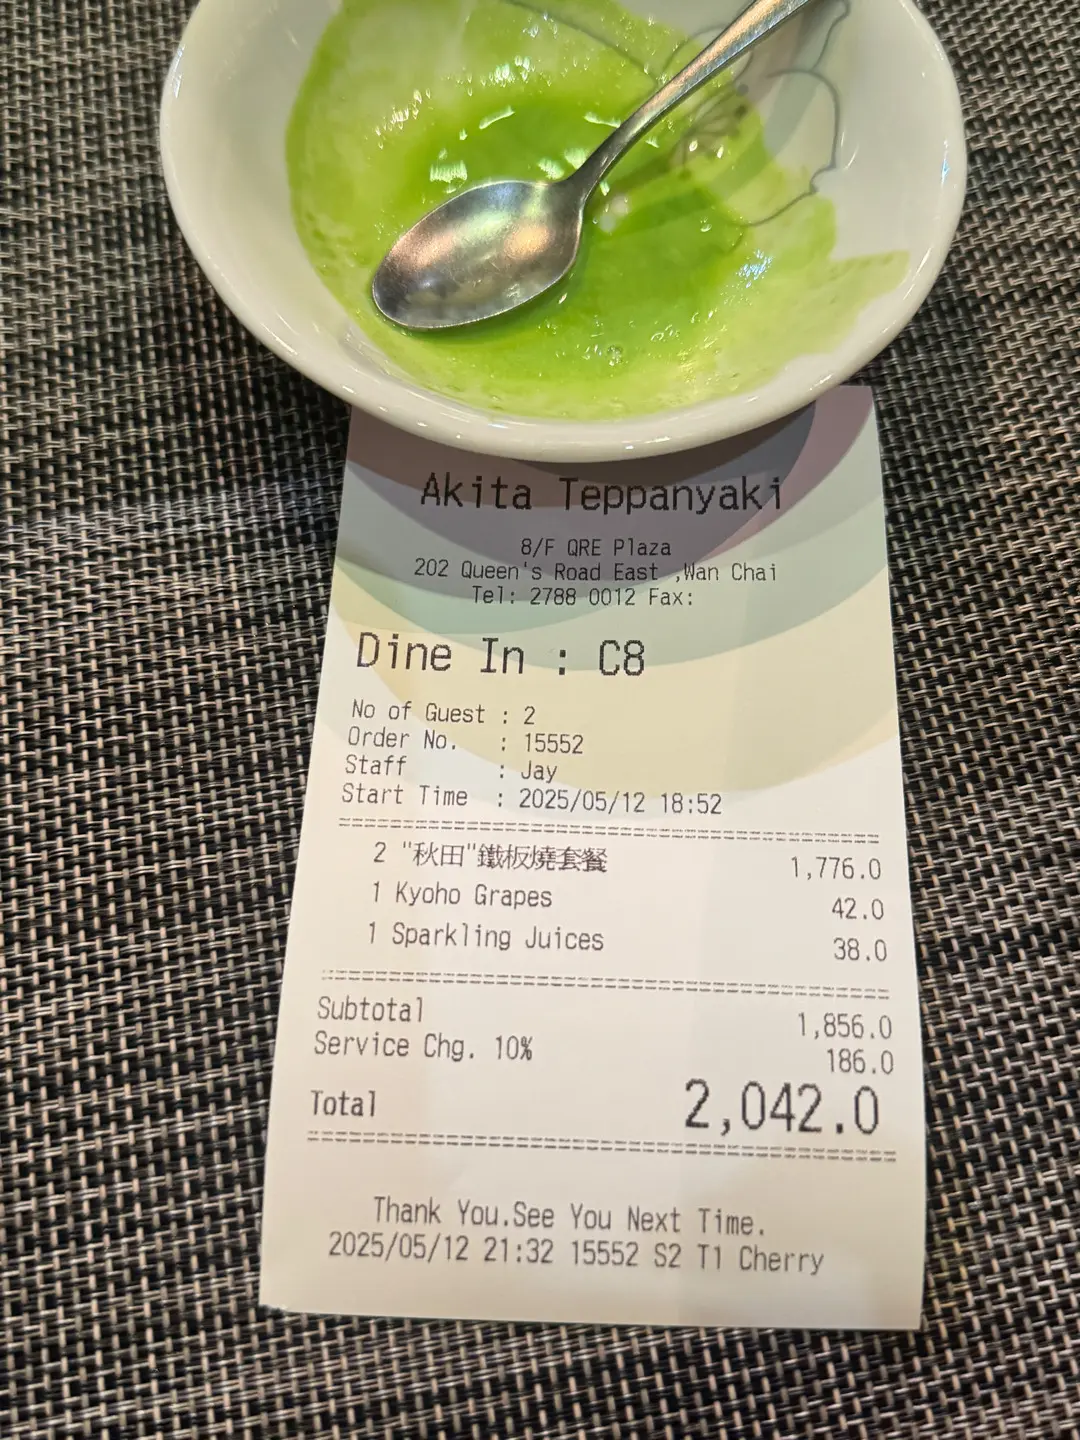 Akita Teppanyaki
8/F QRE Plaza
202 Queen's Road East ,Wan Chai
Tel: 2788 0012 Fax:
Dine In : C8
No of Guest : 2
Order No. : 15552
Staff : Jay
Start Time : 2025/05/12 18:52
2 "秋田"鐵板燒套餐 1,776.0
1 Kyoho Grapes 42.0
1 Sparkling Juices 38.0
Subtotal 1,856.0
Service Chg. 10% 186.0
Total 2,042.0
Thank You.See You Next Time.
2025/05/12 21:32 15552 S2 T1 Cherry